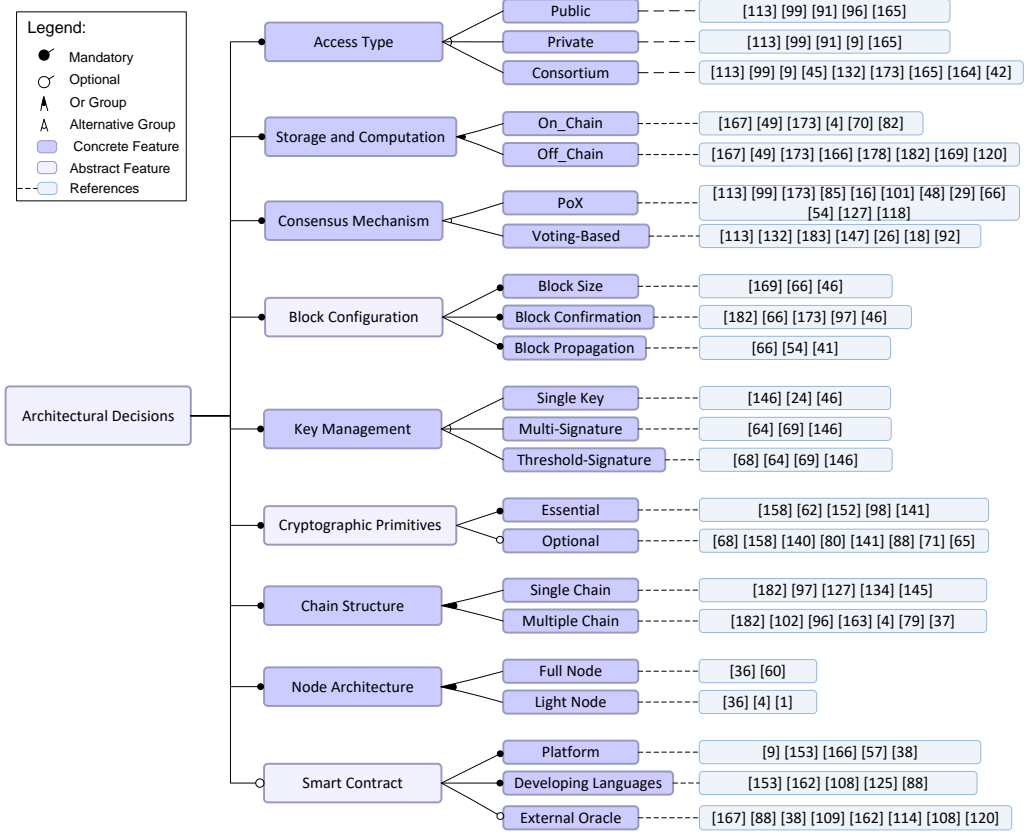 Legend:
Mandatory
Optional
Or Group
Alternative Group
Concrete Feature
Abstract Feature
References
Architectural Decisions
Access Type
Public
[113] [99] [91] [96] [165]
Private
[113] [99] [91] [9] [165]
Consortium
[113] [99] [9] [45] [132] [173] [165] [164] [42]
Storage and Computation
On_Chain
[167] [49] [173] [4] [70] [82]
Off_Chain
[167] [49] [173] [166] [178] [182] [169] [120]
Consensus Mechanism
PoX
[113] [99] [173] [85] [16] [101] [48] [29] [66]
[54] [127] [118]
Voting-Based
[113] [132] [183] [147] [26] [18] [92]
Block Configuration
Block Size
[169] [66] [46]
Block Confirmation
[182] [66] [173] [97] [46]
Block Propagation
[66] [54] [41]
Key Management
Single Key
[146] [24] [46]
Multi-Signature
[64] [69] [146]
Threshold-Signature
[68] [64] [69] [146]
Cryptographic Primitives
Essential
[158] [62] [152] [98] [141]
Optional
[68] [158] [140] [80] [141] [88] [71] [65]
Chain Structure
Single Chain
[182] [97] [127] [134] [145]
Multiple Chain
[182] [102] [96] [163] [4] [79] [37]
Node Architecture
Full Node
[36] [60]
Light Node
[36] [4] [1]
Smart Contract
Platform
[9] [153] [166] [57] [38]
Developing Languages
[153] [162] [108] [125] [88]
External Oracle
[167] [88] [38] [109] [162] [114] [108] [120]